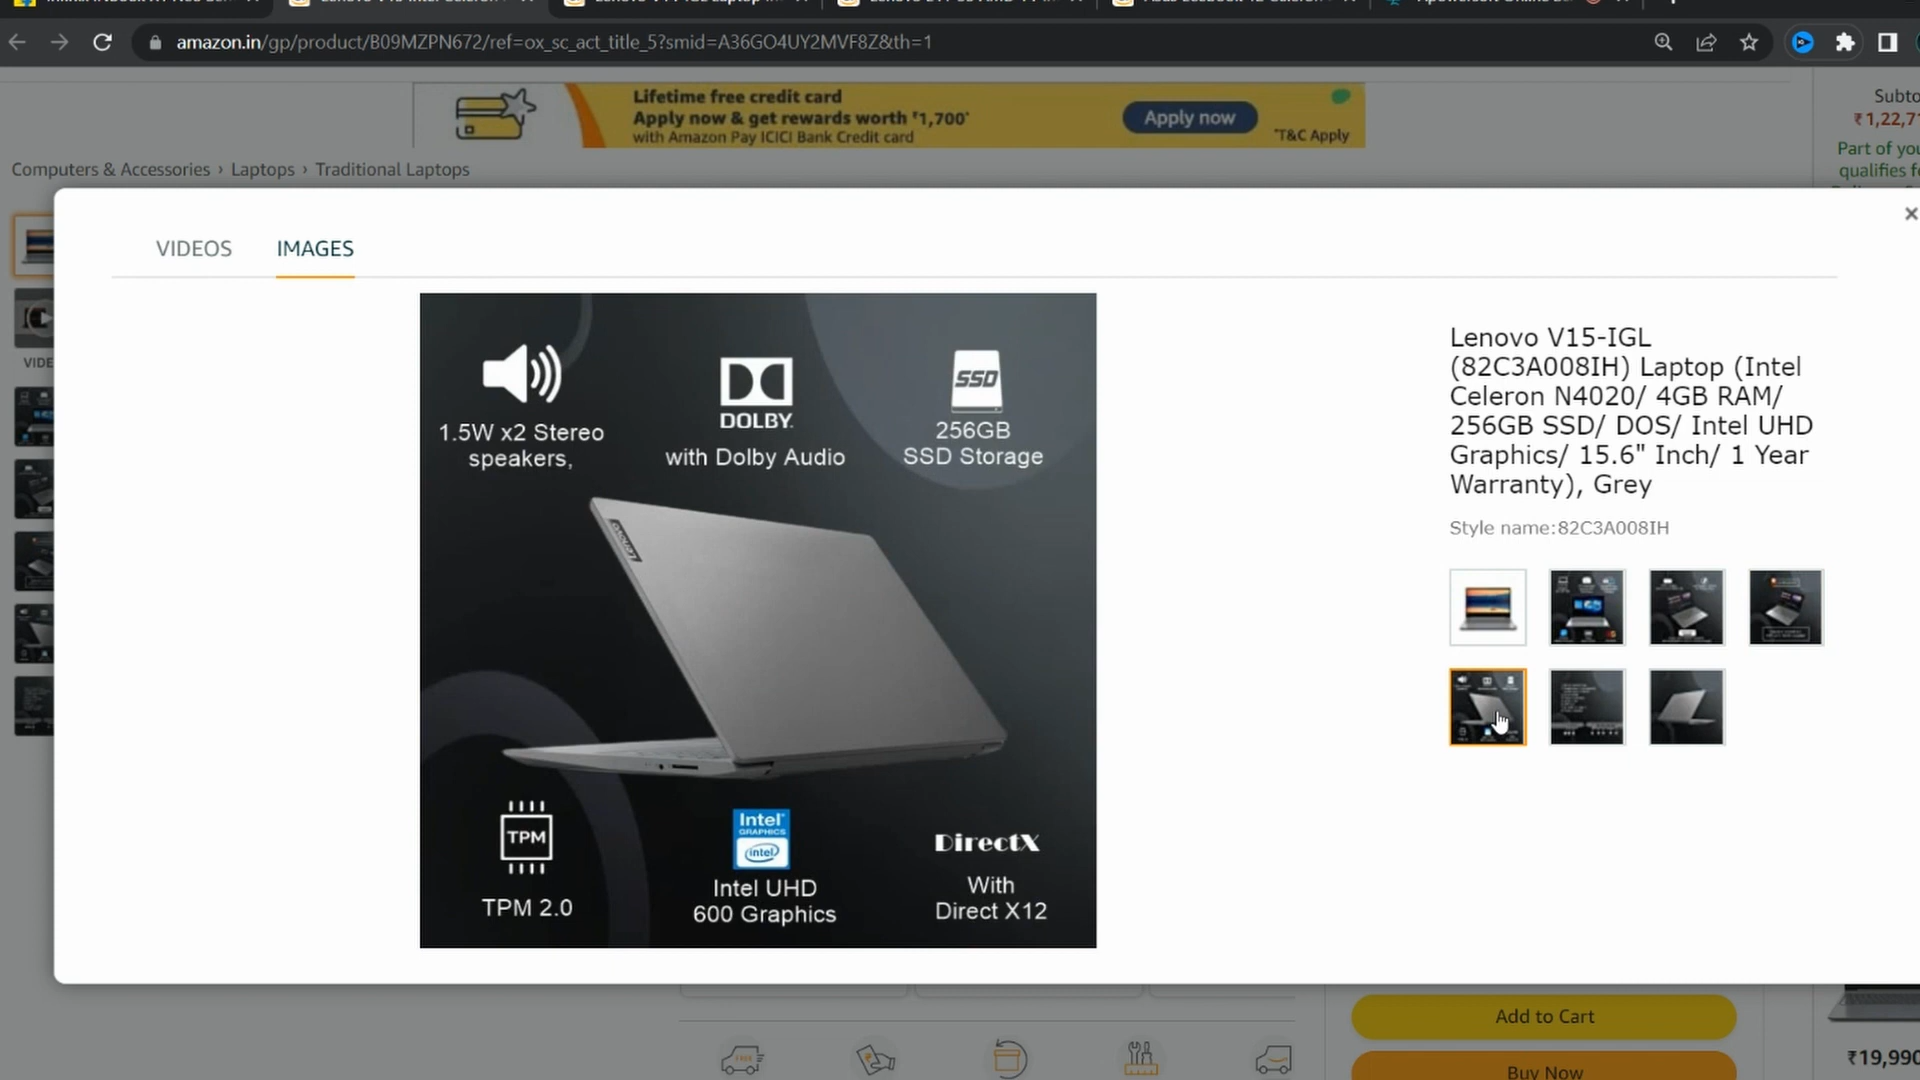 amazon.in/gp/product/B09MZPN672/ref=ox_sc_act_title_5?smid=A36GO4UY2MVF8Z&th=1
Lifetime free credit card
Apply now & get rewards worth ₹1,700*
with Amazon Pay ICICI Bank Credit card
Apply now
*T&C Apply
₹1,22,71
Part of you
Computers & Accessories › Laptops › Traditional Laptops
VIDEOS
IMAGES
×
1.5W x2 Stereo
speakers,
DOLBY.
with Dolby Audio
SSD
256GB
SSD Storage
Lenovo
TPM
TPM 2.0
Intel
GRAPHICS
intel
Intel UHD
600 Graphics
DirectX
With
Direct X12
Lenovo V15-IGL
(82C3A008IH) Laptop (Intel
Celeron N4020/ 4GB RAM/
256GB SSD/ DOS/ Intel UHD
Graphics/ 15.6" Inch/ 1 Year
Warranty), Grey
Style name:82C3A008IH
FREE
Add to Cart
Buy Now
₹19,990